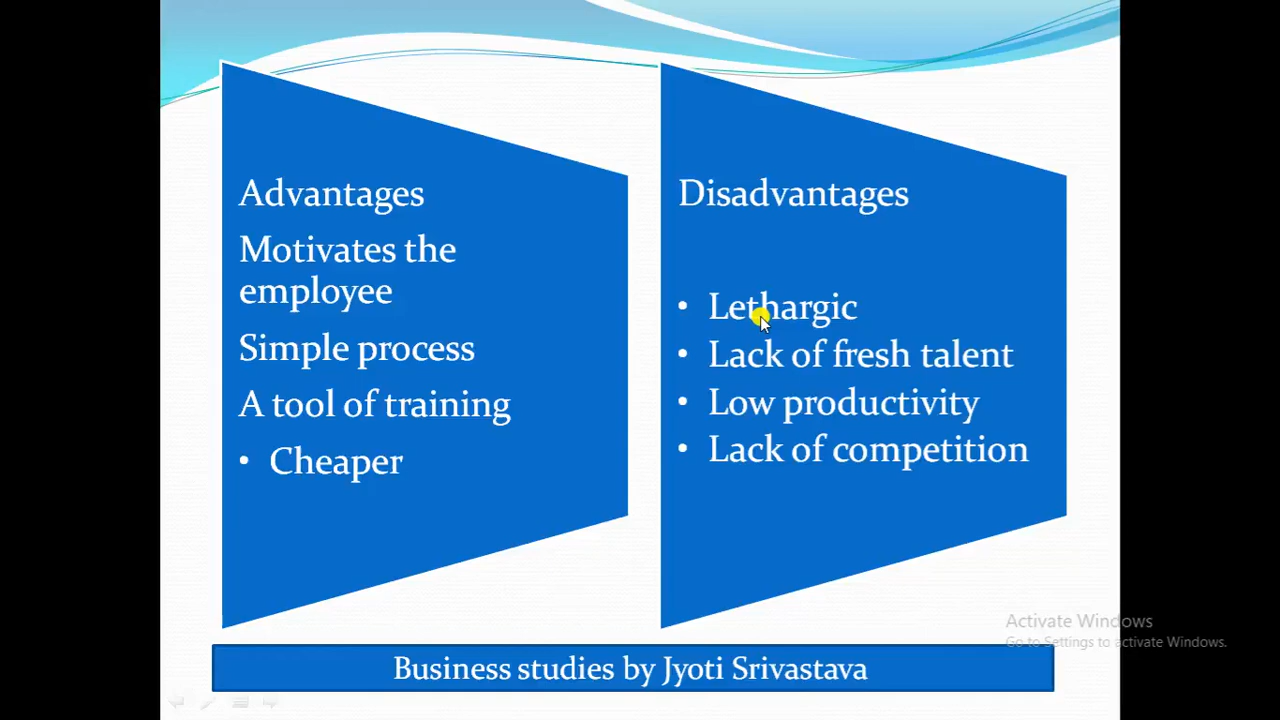 Advantages
Motivates the
employee
Simple process
A tool of training
• Cheaper
Disadvantages
• Lethargic
• Lack of fresh talent
• Low productivity
• Lack of competition
Activate Windows
Go to Settings to activate Windows.
Business studies by Jyoti Srivastava